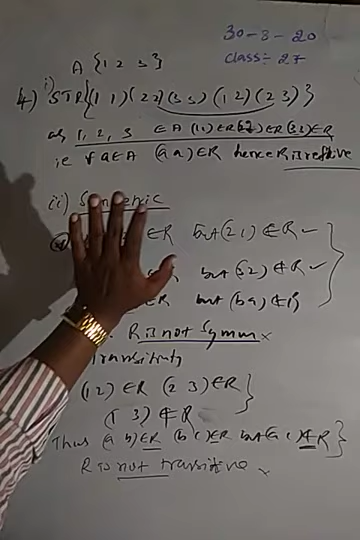 30-8-20
class:- 27
A {1 2 3 3}
4) i) STR{(1 1) (2 2) (3 3) (1 2) (2 3)}
as 1, 2, 3 ∈ A (1 1) ∈ R (2 2) ∈ R (3 3) ∈ R
ie ∀ a ∈ A (a a) ∈ R hence R is reflexive
ii)
∈ R but (2 1) ∉ R ✓
R but (3 2) ∉ R ✓
∈ R but (b a) ∉ R
R is not Symm
transitivity
(1 2) ∈ R (2 3) ∈ R
(1 3) ∉ R
Thus (a b) ∈ R (b c) ∈ R but (a c) ∉ R
R is not transitive